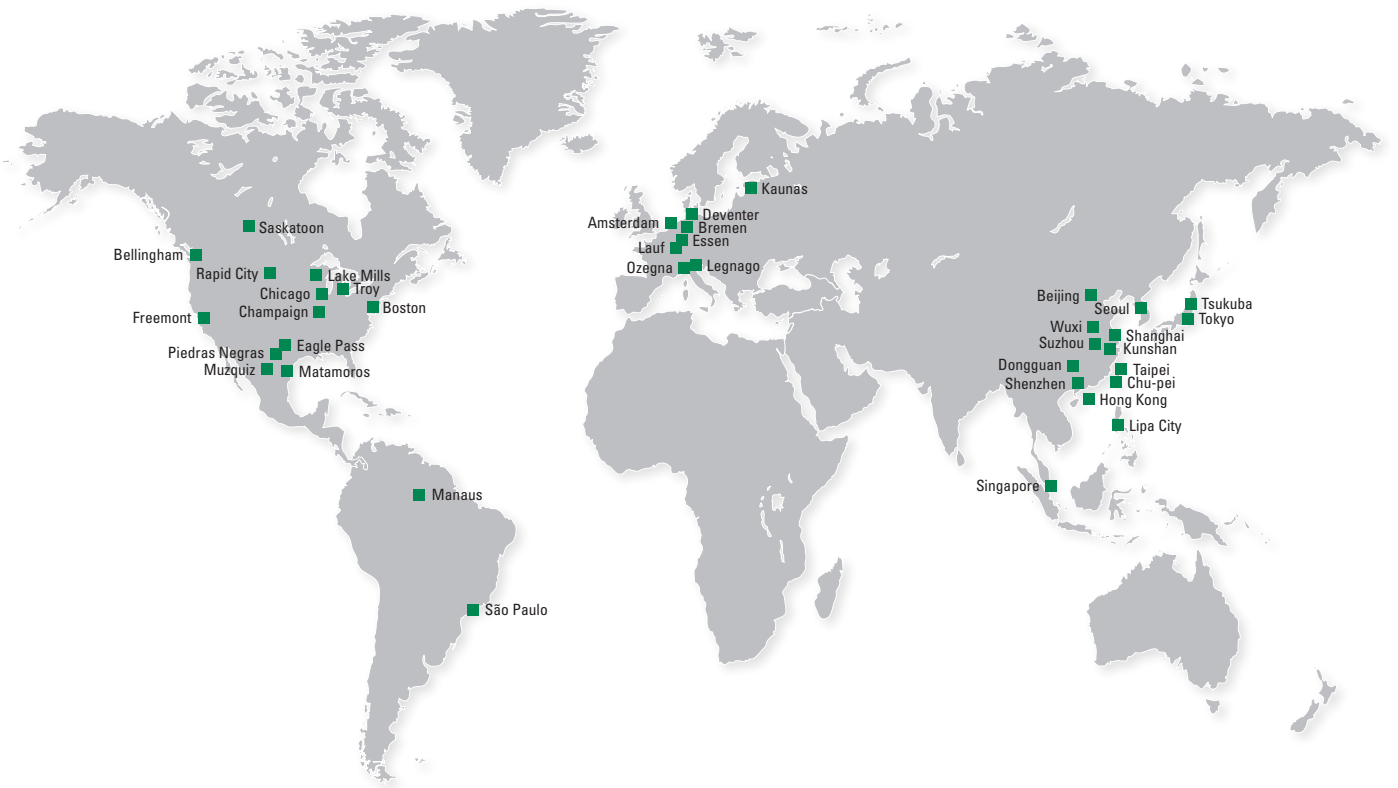 Saskatoon
Bellingham
Rapid City
Lake Mills
Troy
Chicago
Champaign
Boston
Freemont
Eagle Pass
Piedras Negras
Muzquiz
Matamoros
Manaus
São Paulo
Kaunas
Deventer
Amsterdam
Bremen
Essen
Lauf
Ozegna
Legnago
Beijing
Seoul
Tsukuba
Tokyo
Wuxi
Shanghai
Suzhou
Kunshan
Dongguan
Taipei
Shenzhen
Chu-pei
Hong Kong
Lipa City
Singapore